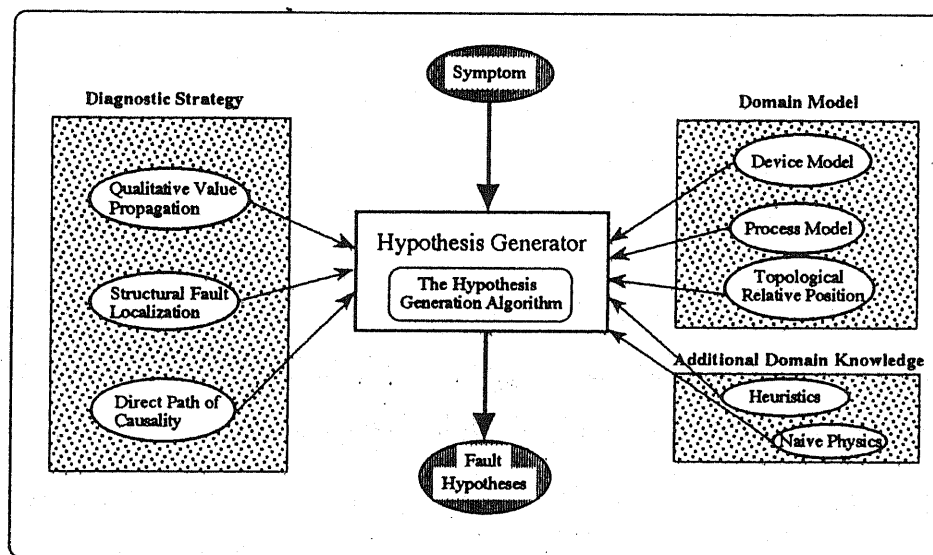 Symptom
Diagnostic Strategy
Qualitative Value
Propagation
Structural Fault
Localization
Direct Path of
Causality
Hypothesis Generator
The Hypothesis
Generation Algorithm
Fault
Hypotheses
Domain Model
Device Model
Process Model
Topological
Relative Position
Additional Domain Knowledge
Heuristics
Naive Physics